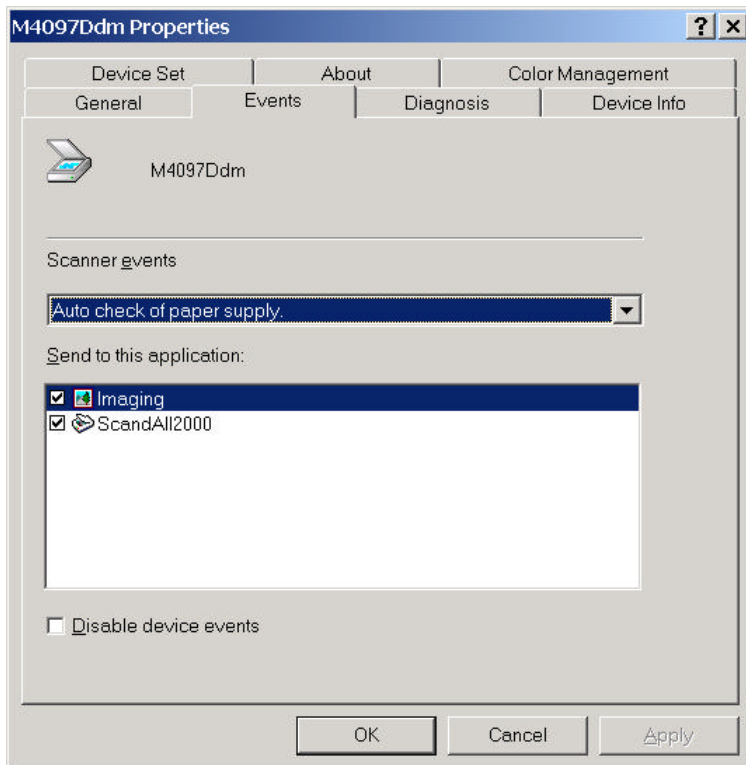 M4097Ddm Properties
Device Set About Color Management
General Events Diagnosis Device Info
M4097Ddm
Scanner events
Auto check of paper supply.
Send to this application:
Imaging
ScandAll2000
Disable device events
OK Cancel Apply